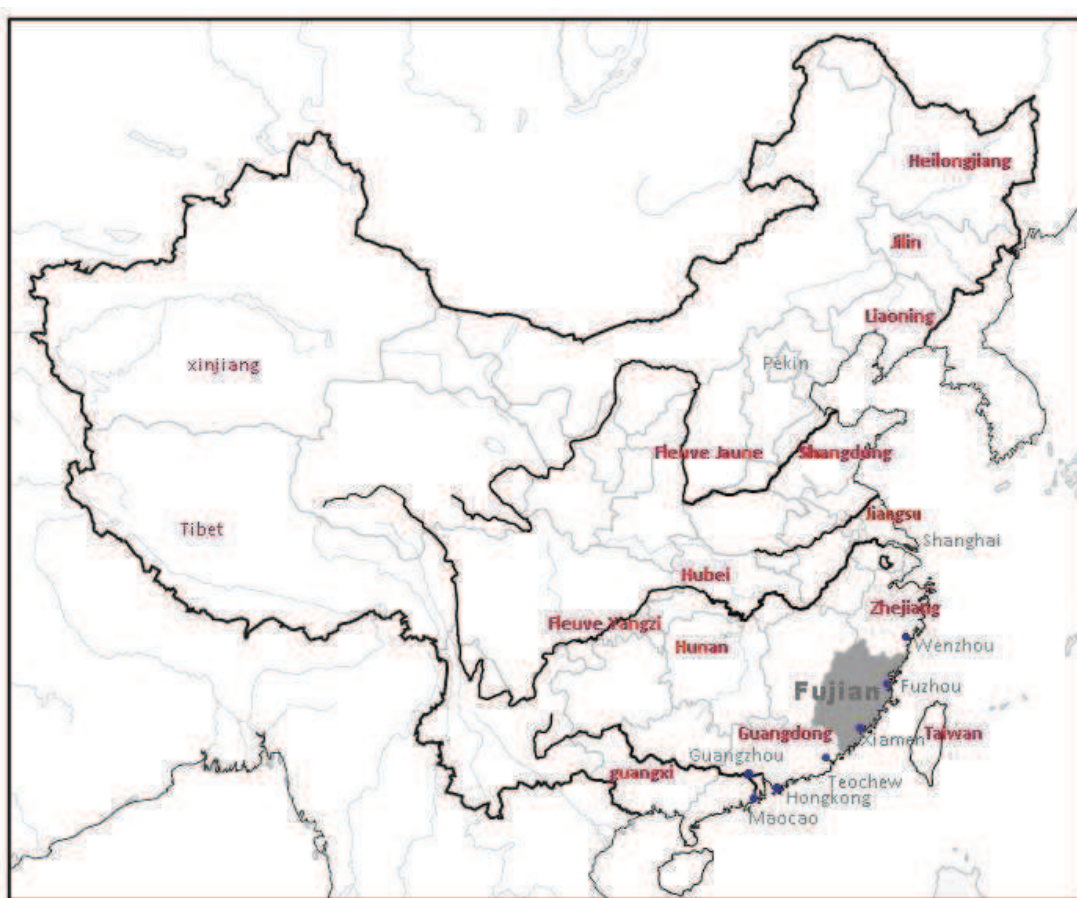 Heilongjiang
Jilin
Liaoning
Pékin
xinjiang
Fleuve Jaune
Shangdong
Jiangsu
Tibet
Shanghai
Hubei
Zhejiang
Fleuve Yangzi
Hunan
Wenzhou
Fujian
Fuzhou
Guangdong
Xiamen
Taiwan
Guangzhou
guangxi
Teochew
Hongkong
Maocao